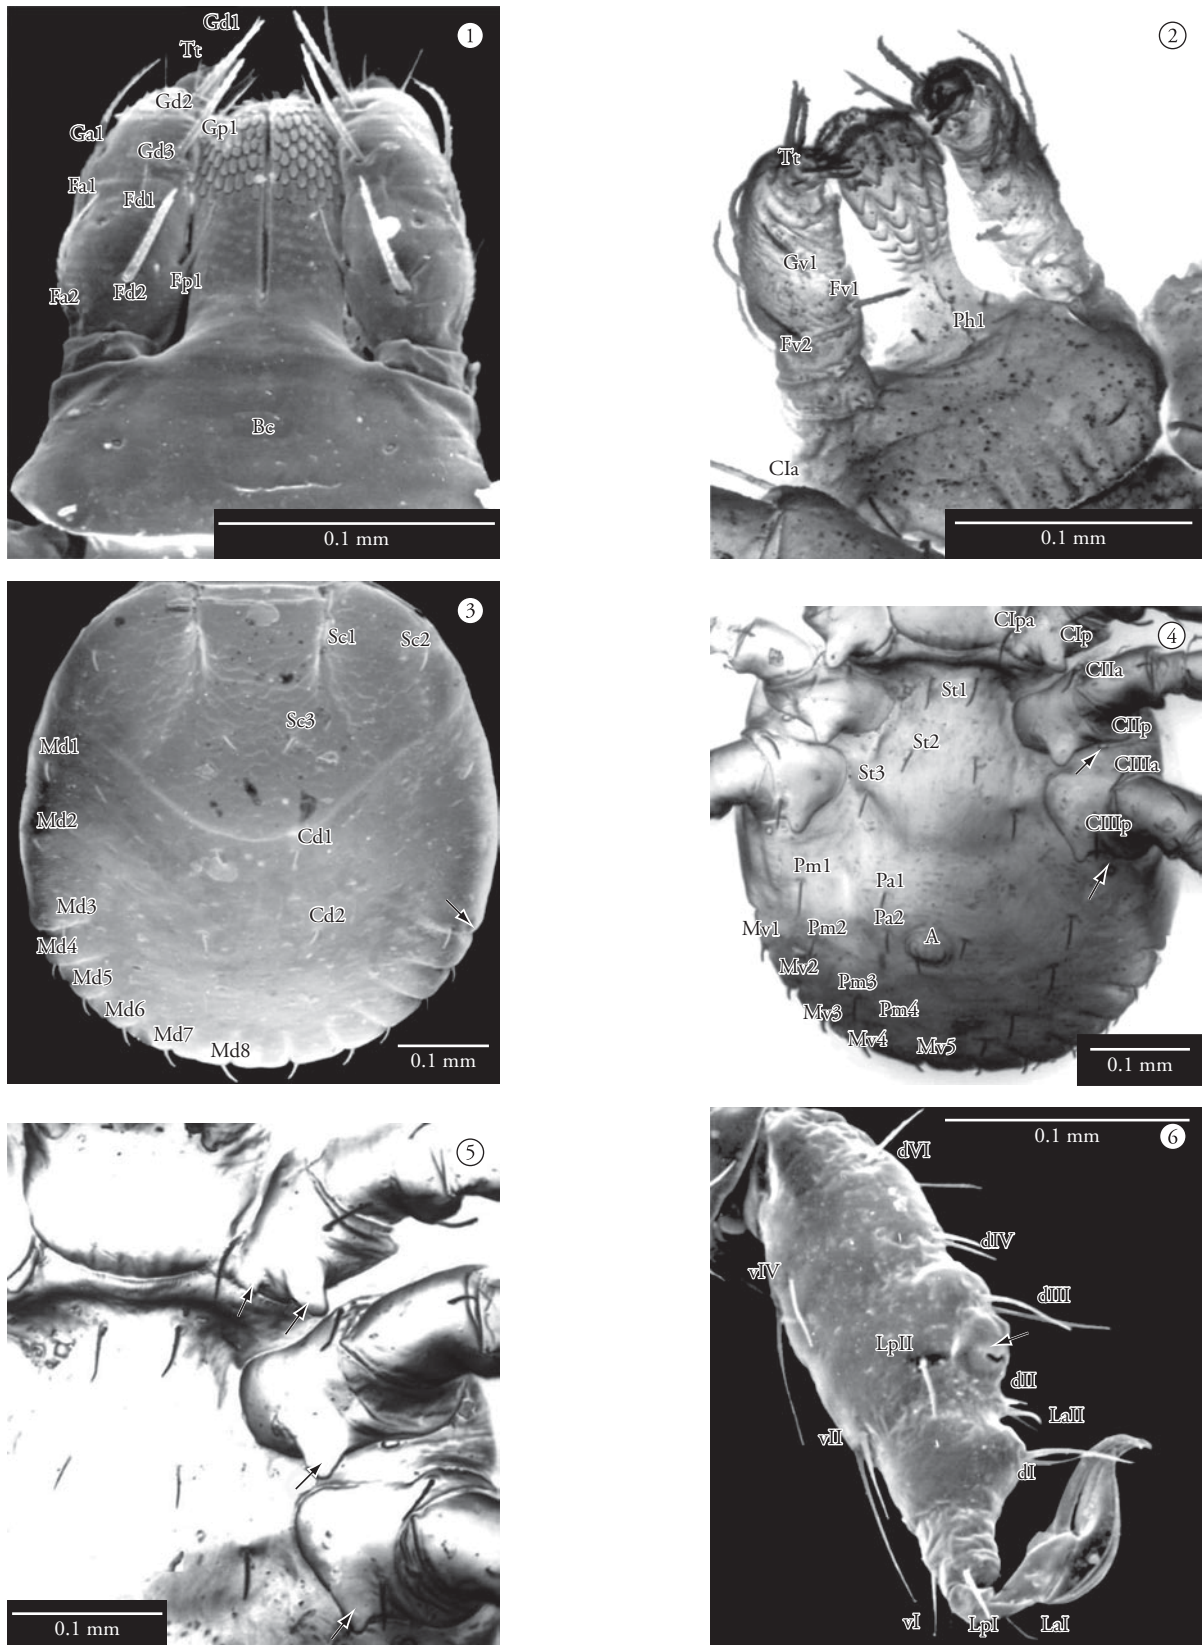 Gd1
1
Tt
Gd2
Ga1
Gp1
Gd3
Fa1
Fd1
Fp1
Fa2
Fd2
Bc
0.1 mm
2
Tt
Gv1
Fv1
Ph1
Fv2
CIa
0.1 mm
3
Sc1
Sc2
Sc3
Md1
Md2
Cd1
Md3
Cd2
Md4
Md5
Md6
Md7
Md8
0.1 mm
CIpa
CIp
4
CIIa
St1
CIIp
St2
CIIIa
St3
CIIIp
Pm1
Pa1
Pa2
Mv1
Pm2
A
Mv2
Pm3
Mv3
Pm4
Mv4
Mv5
0.1 mm
5
0.1 mm
0.1 mm
6
dVI
dIV
vIV
dIII
LpII
dII
LaII
vII
dI
vI
LpI
LaI